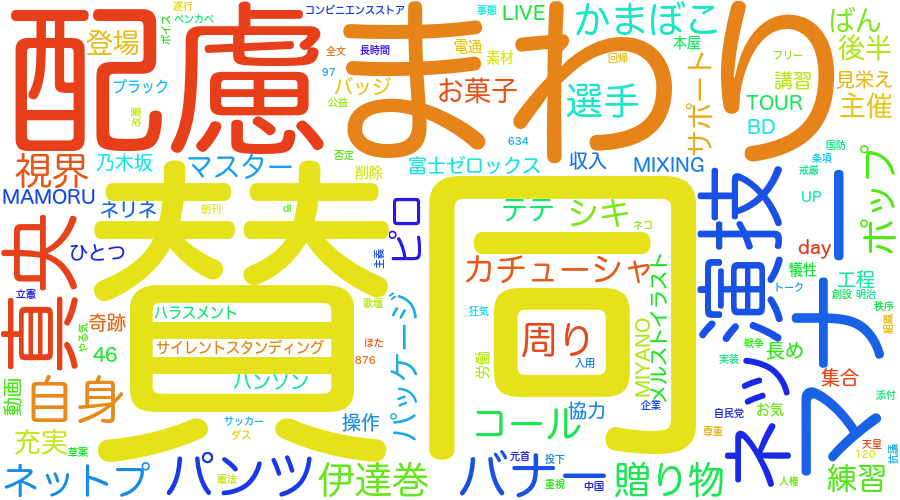 配慮
まわり
賛同
マナー
演技
ネッツ
真央
自身
視界
パンツ
バナー
コール
カチューシャ
周り
かまぼこ
選手
お菓子
登場
ブラック
ボイス
遂行
ペンカベ
コンビニエンスストア
全文
長時間
97
バッジ
公益
改憲
電通
素材
事態
LIVE
回帰
本屋
サポート
フリー
講習
TOUR
BD
ばん
後半
見栄え
主催
634
否定
乃木坂
マスター
削除
富士ゼロックス
収入
MIXING
国防
条項
戒厳
UP
ポップ
MAMORU
ネリネ
朝刊
dl
ピロ
テテ
シキ
ネコ
ひとつ
主義
day
立憲
奇跡
ハラスメント
歌壇
狂気
犠牲
トーク
工程
創設
明治
秩序
組織
やる気
46
サイレントスタンディング
ほた
876
パッケージ
入用
労働
MIYANO
メルストイラスト
実装
戦争
長め
動画
ハンソン
集合
添付
充実
草案
サッカー
ダス
操作
協力
企業
尊重
自民党
お気
天皇
120
抗議
ネットプ
憲法
伊達巻
元首
投下
重視
中国
贈り物
人権
練習